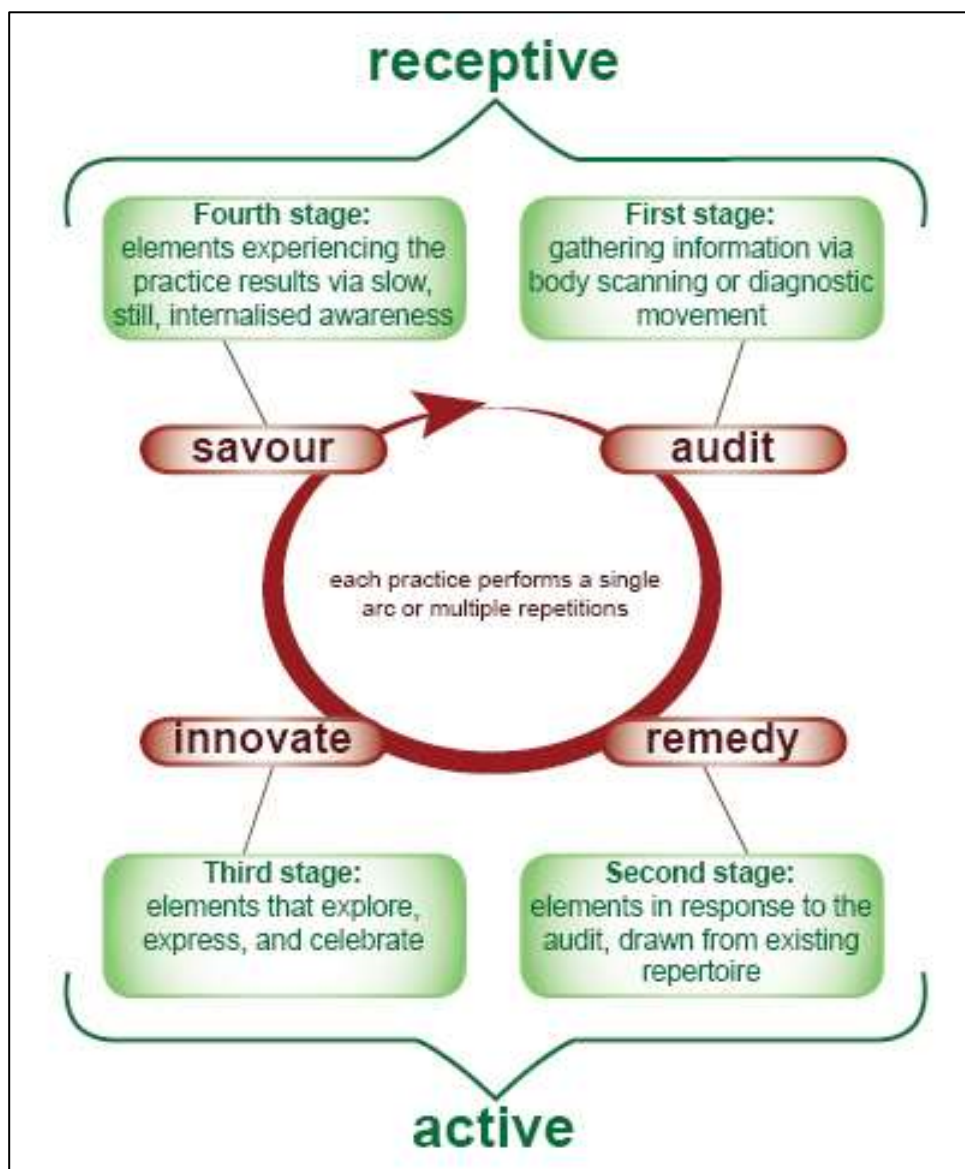 receptive
Fourth stage:
elements experiencing the
practice results via slow,
still, internalised awareness
First stage:
gathering information via
body scanning or diagnostic
movement
savour
audit
each practice performs a single
arc or multiple repetitions
innovate
remedy
Third stage:
elements that explore,
express, and celebrate
Second stage:
elements in response to the
audit, drawn from existing
repertoire
active